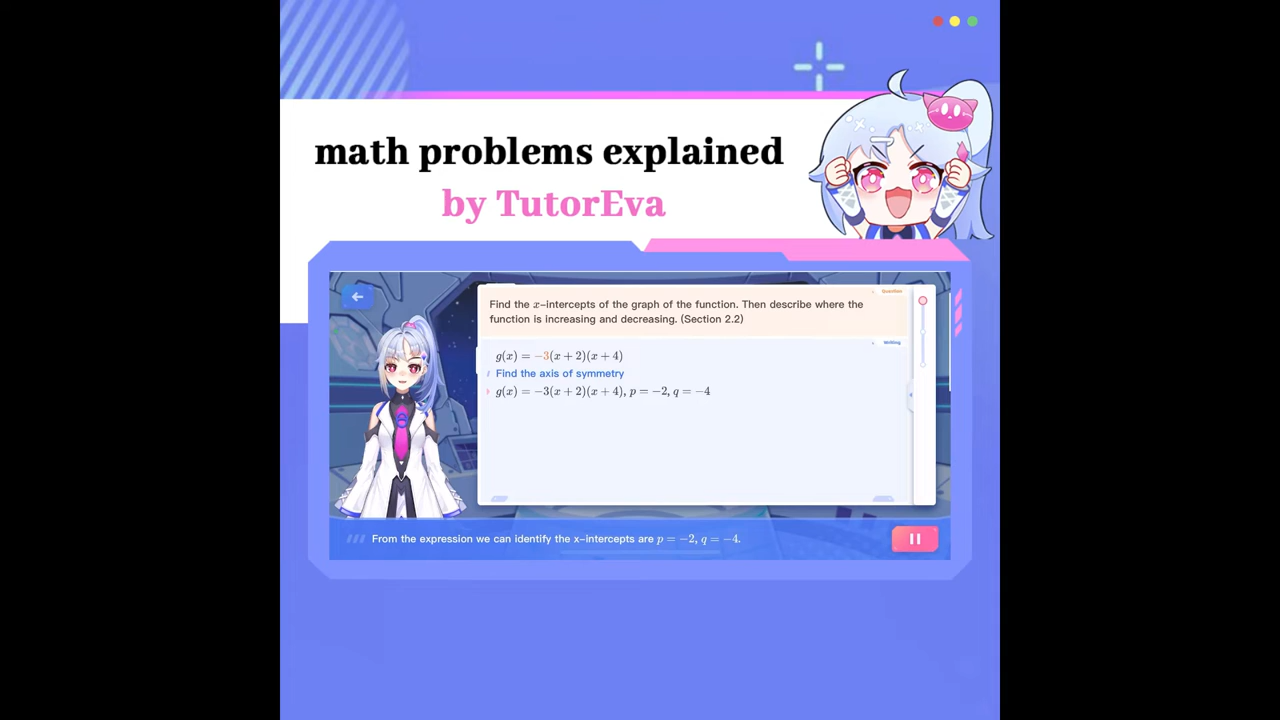 math problems explained
by TutorEva
Question
Find the x-intercepts of the graph of the function. Then describe where the
function is increasing and decreasing. (Section 2.2)
Writing
g(x) = −3(x + 2)(x + 4)
Find the axis of symmetry
g(x) = −3(x + 2)(x + 4), p = −2, q = −4
From the expression we can identify the x-intercepts are p = −2, q = −4.